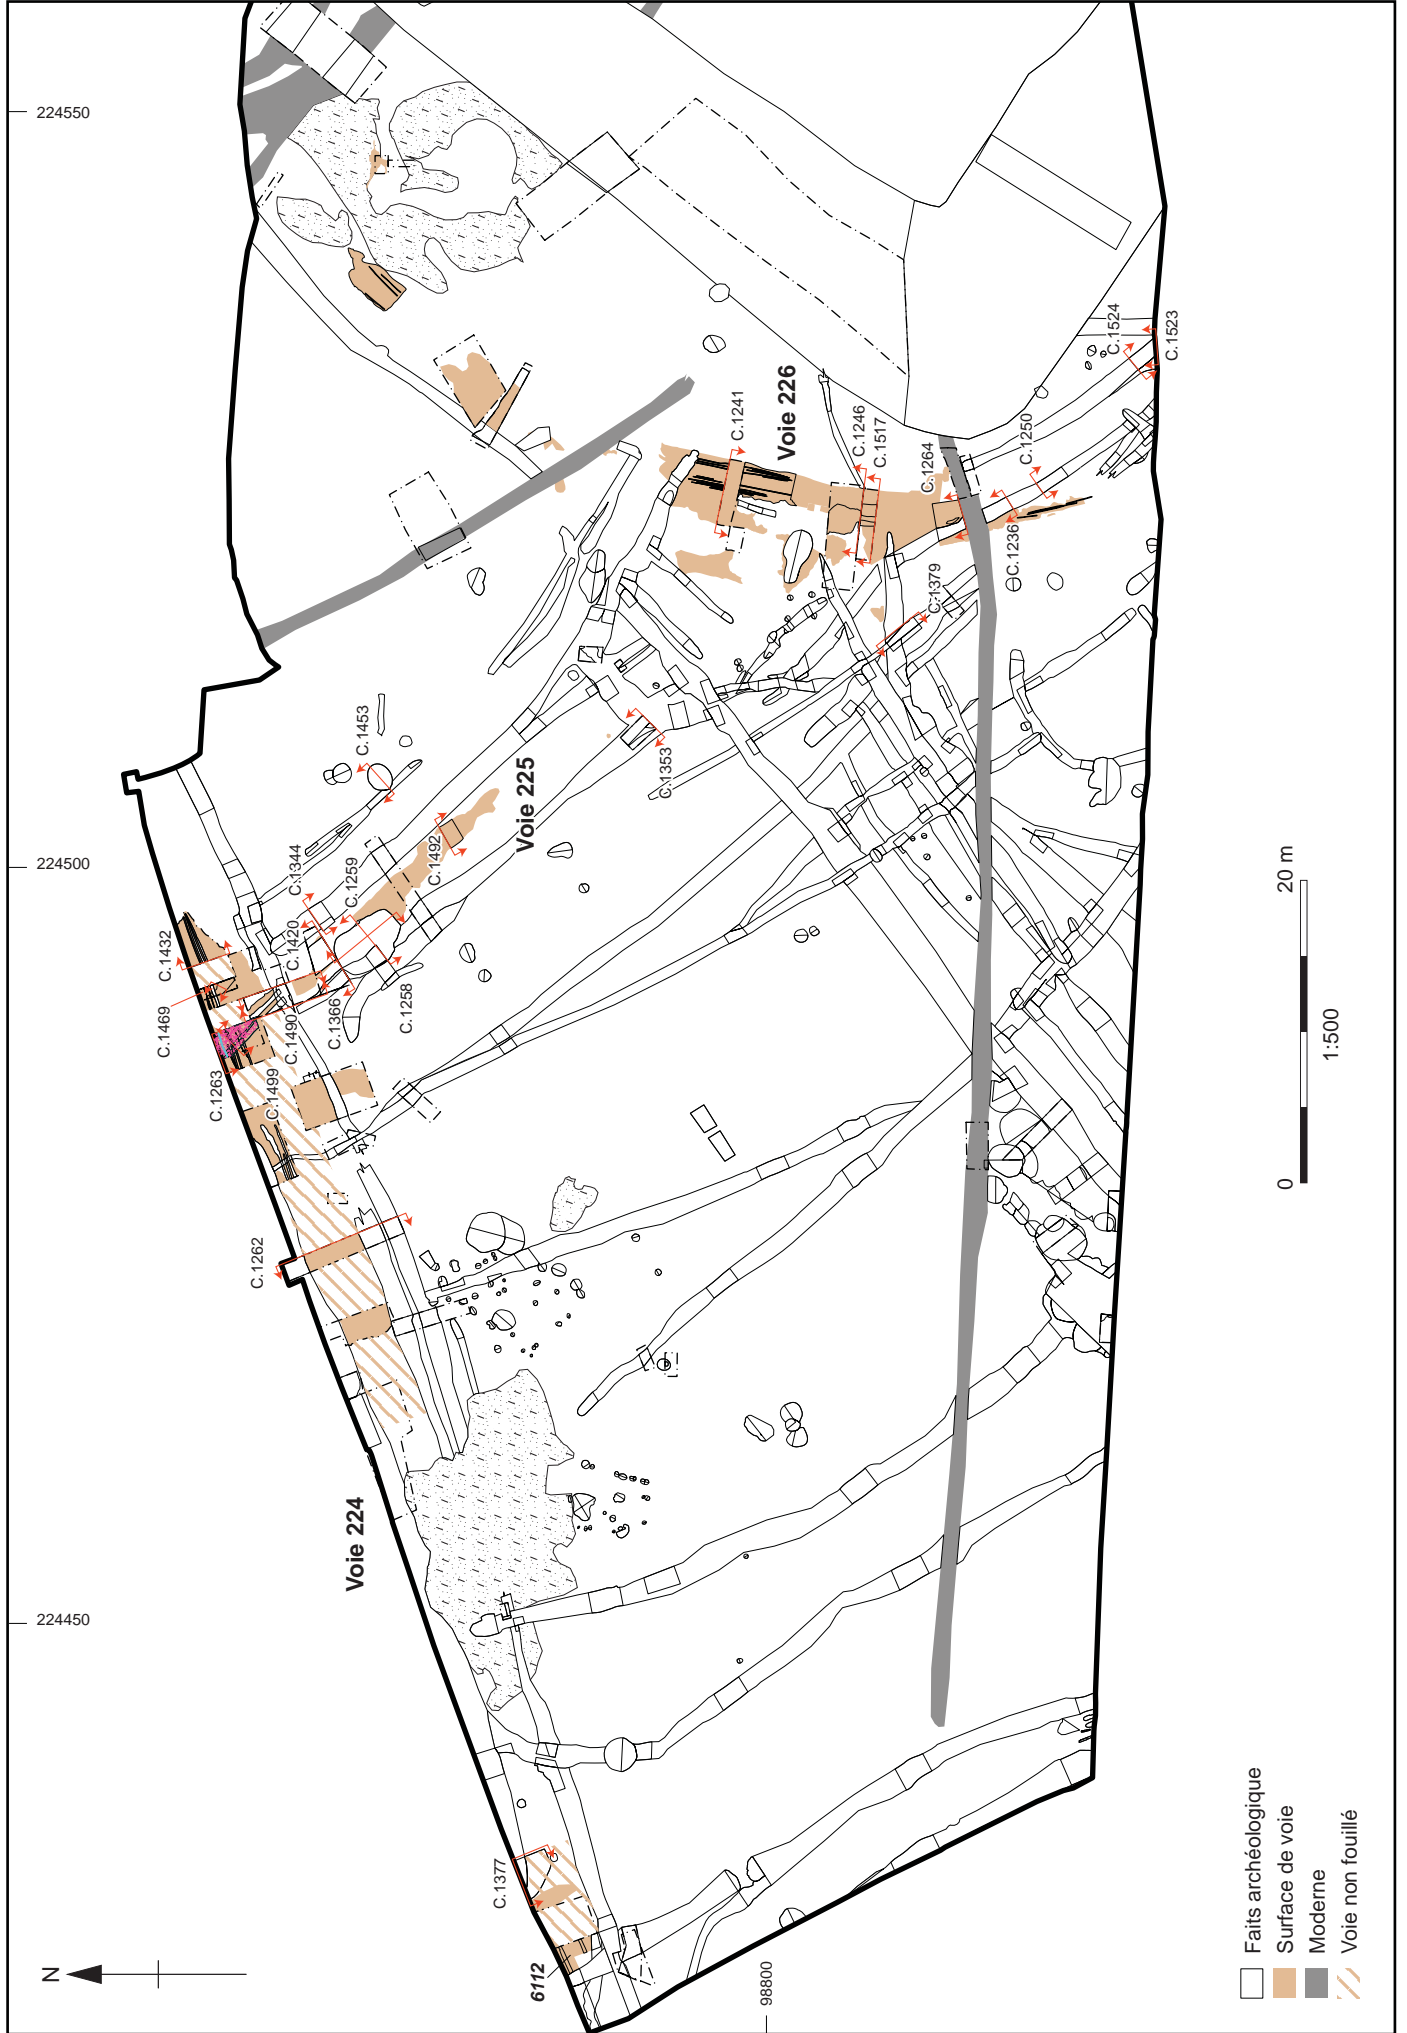 224550
224500
224450
98800
N
C.1432
C.1469
C.1263
C.1499
C.1490
C.1420
C.1366
C.1344
C.1259
C.1258
C.1453
C.1492
Voie 225
C.1353
C.1241
Voie 226
C.1246
C.1517
C.1264
C.1250
C.1236
C.1379
C.1524
C.1523
C.1262
Voie 224
C.1377
6112
0
20 m
1:500
Faits archéologique
Surface de voie
Moderne
Voie non fouillé